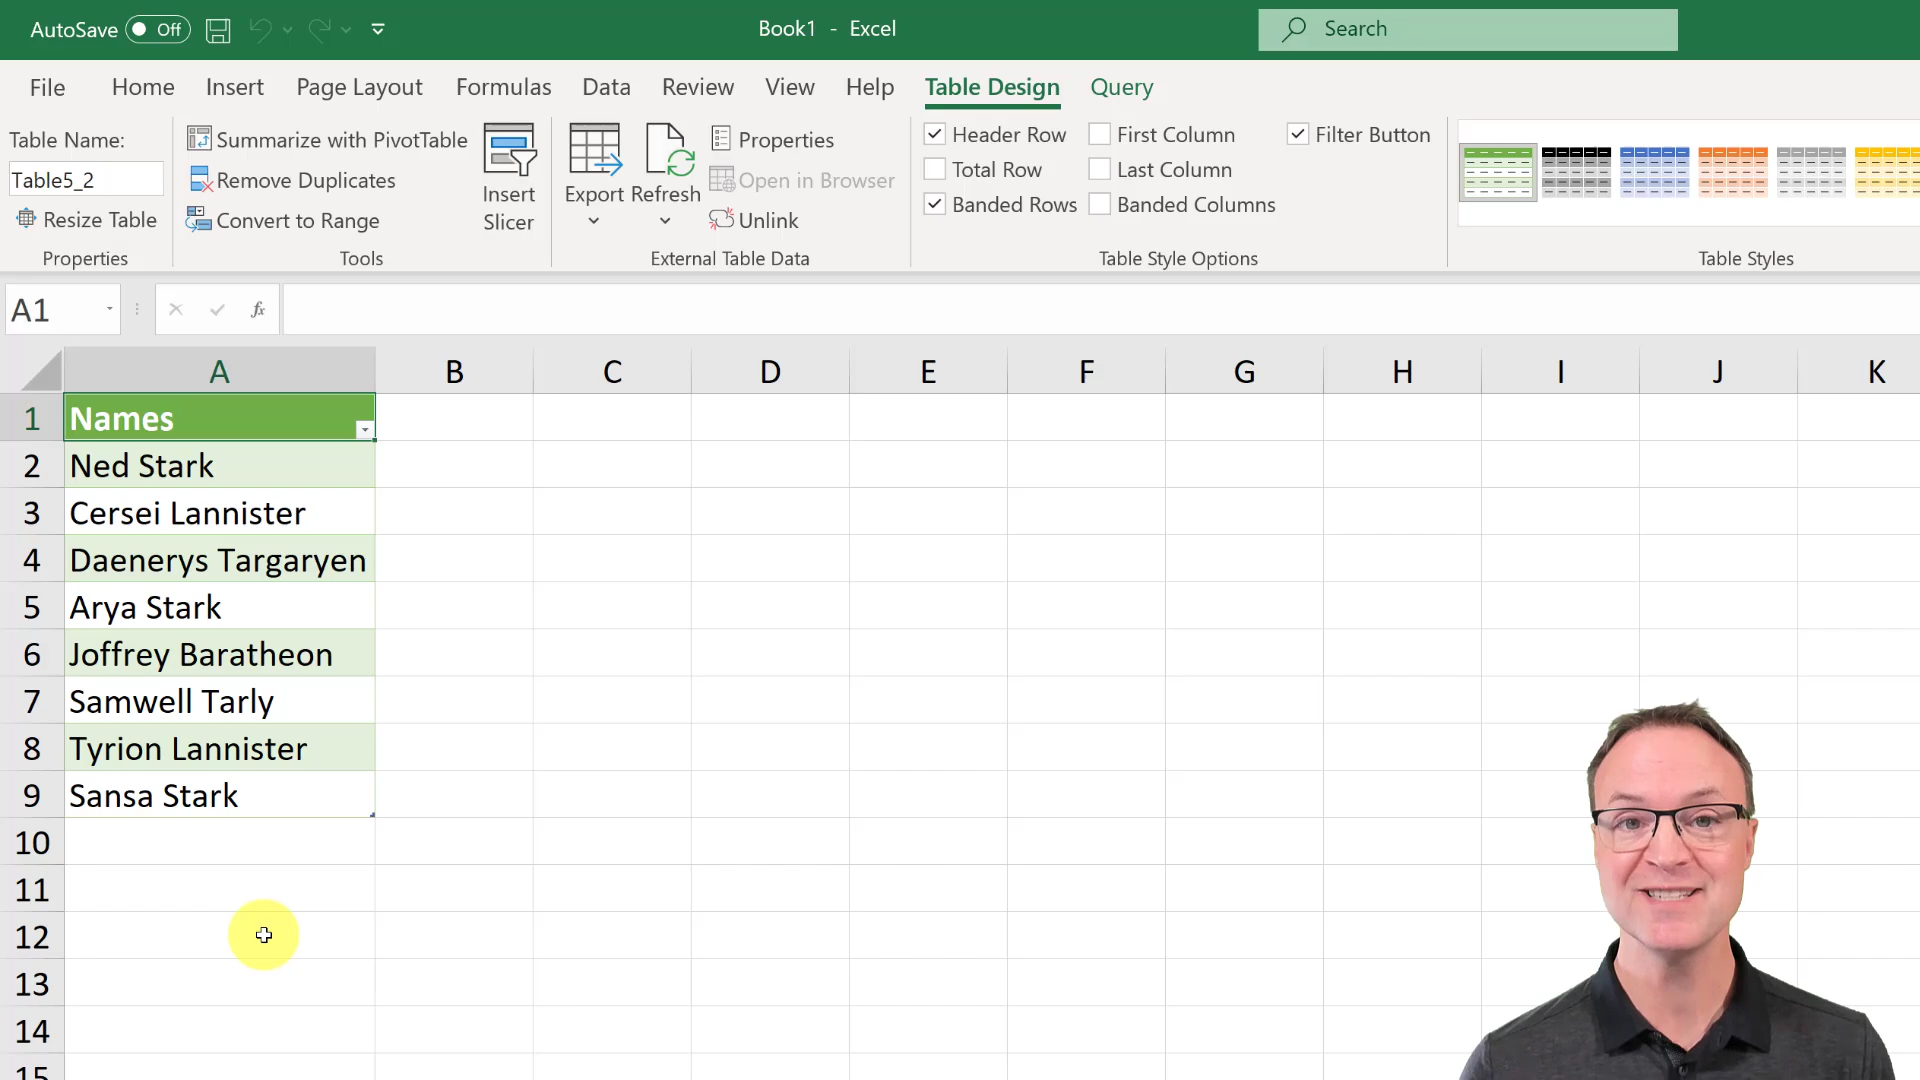 AutoSave Off
Book1 - Excel
Search
File Home Insert Page Layout Formulas Data Review View Help Table Design Query
Table Name:
Table5_2
Resize Table
Properties
Summarize with PivotTable
Remove Duplicates
Convert to Range
Tools
Insert
Slicer
Export
Refresh
Properties
Open in Browser
Unlink
External Table Data
Header Row
Total Row
Banded Rows
First Column
Last Column
Banded Columns
Filter Button
Table Style Options
Table Styles
A1
fx
A B C D E F G H I J K
1 Names
2 Ned Stark
3 Cersei Lannister
4 Daenerys Targaryen
5 Arya Stark
6 Joffrey Baratheon
7 Samwell Tarly
8 Tyrion Lannister
9 Sansa Stark
10
11
12
13
14
15